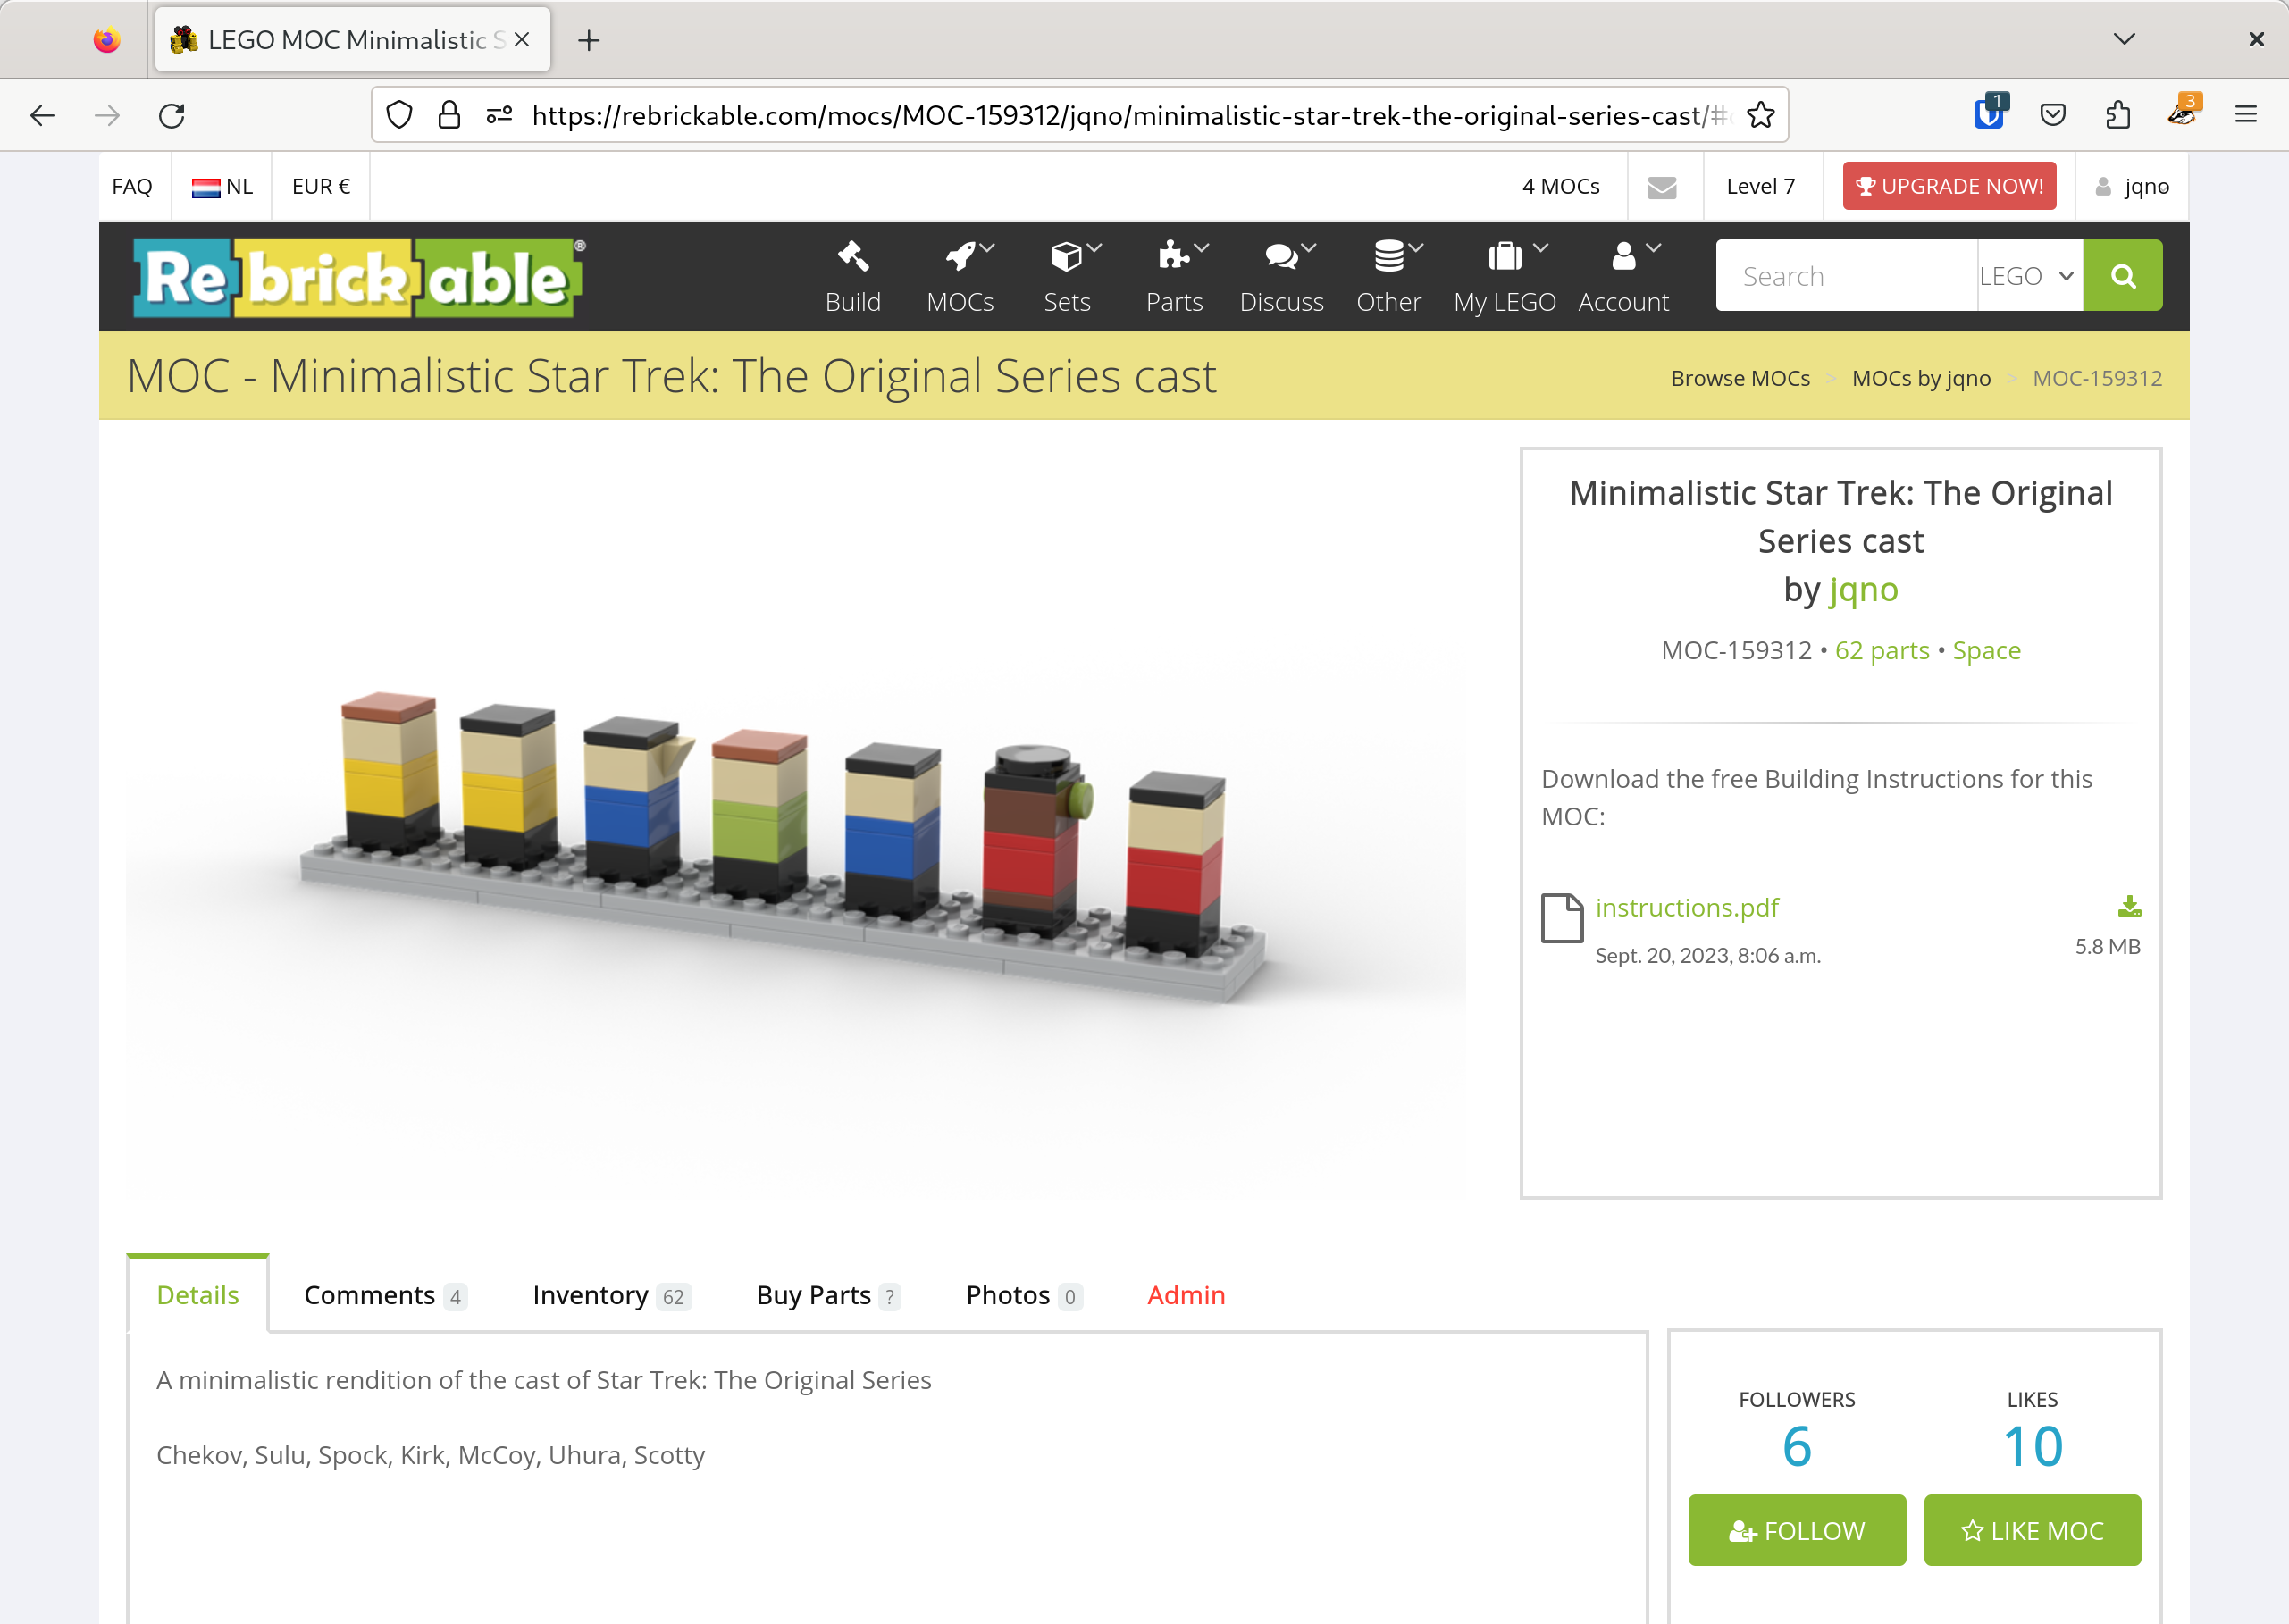 LEGO MOC Minimalistic S
https://rebrickable.com/mocs/MOC-159312/jqno/minimalistic-star-trek-the-original-series-cast/#
1
3
FAQ
NL
EUR €
4 MOCs
Level 7
UPGRADE NOW!
jqno
Rebrickable®
Build
MOCs
Sets
Parts
Discuss
Other
My LEGO
Account
Search
LEGO
MOC - Minimalistic Star Trek: The Original Series cast
Browse MOCs > MOCs by jqno > MOC-159312
Minimalistic Star Trek: The Original
Series cast
by jqno
MOC-159312 • 62 parts • Space
Download the free Building Instructions for this
MOC:
instructions.pdf
Sept. 20, 2023, 8:06 a.m.
5.8 MB
Details
Comments 4
Inventory 62
Buy Parts ?
Photos 0
Admin
A minimalistic rendition of the cast of Star Trek: The Original Series
Chekov, Sulu, Spock, Kirk, McCoy, Uhura, Scotty
FOLLOWERS
6
FOLLOW
LIKES
10
LIKE MOC